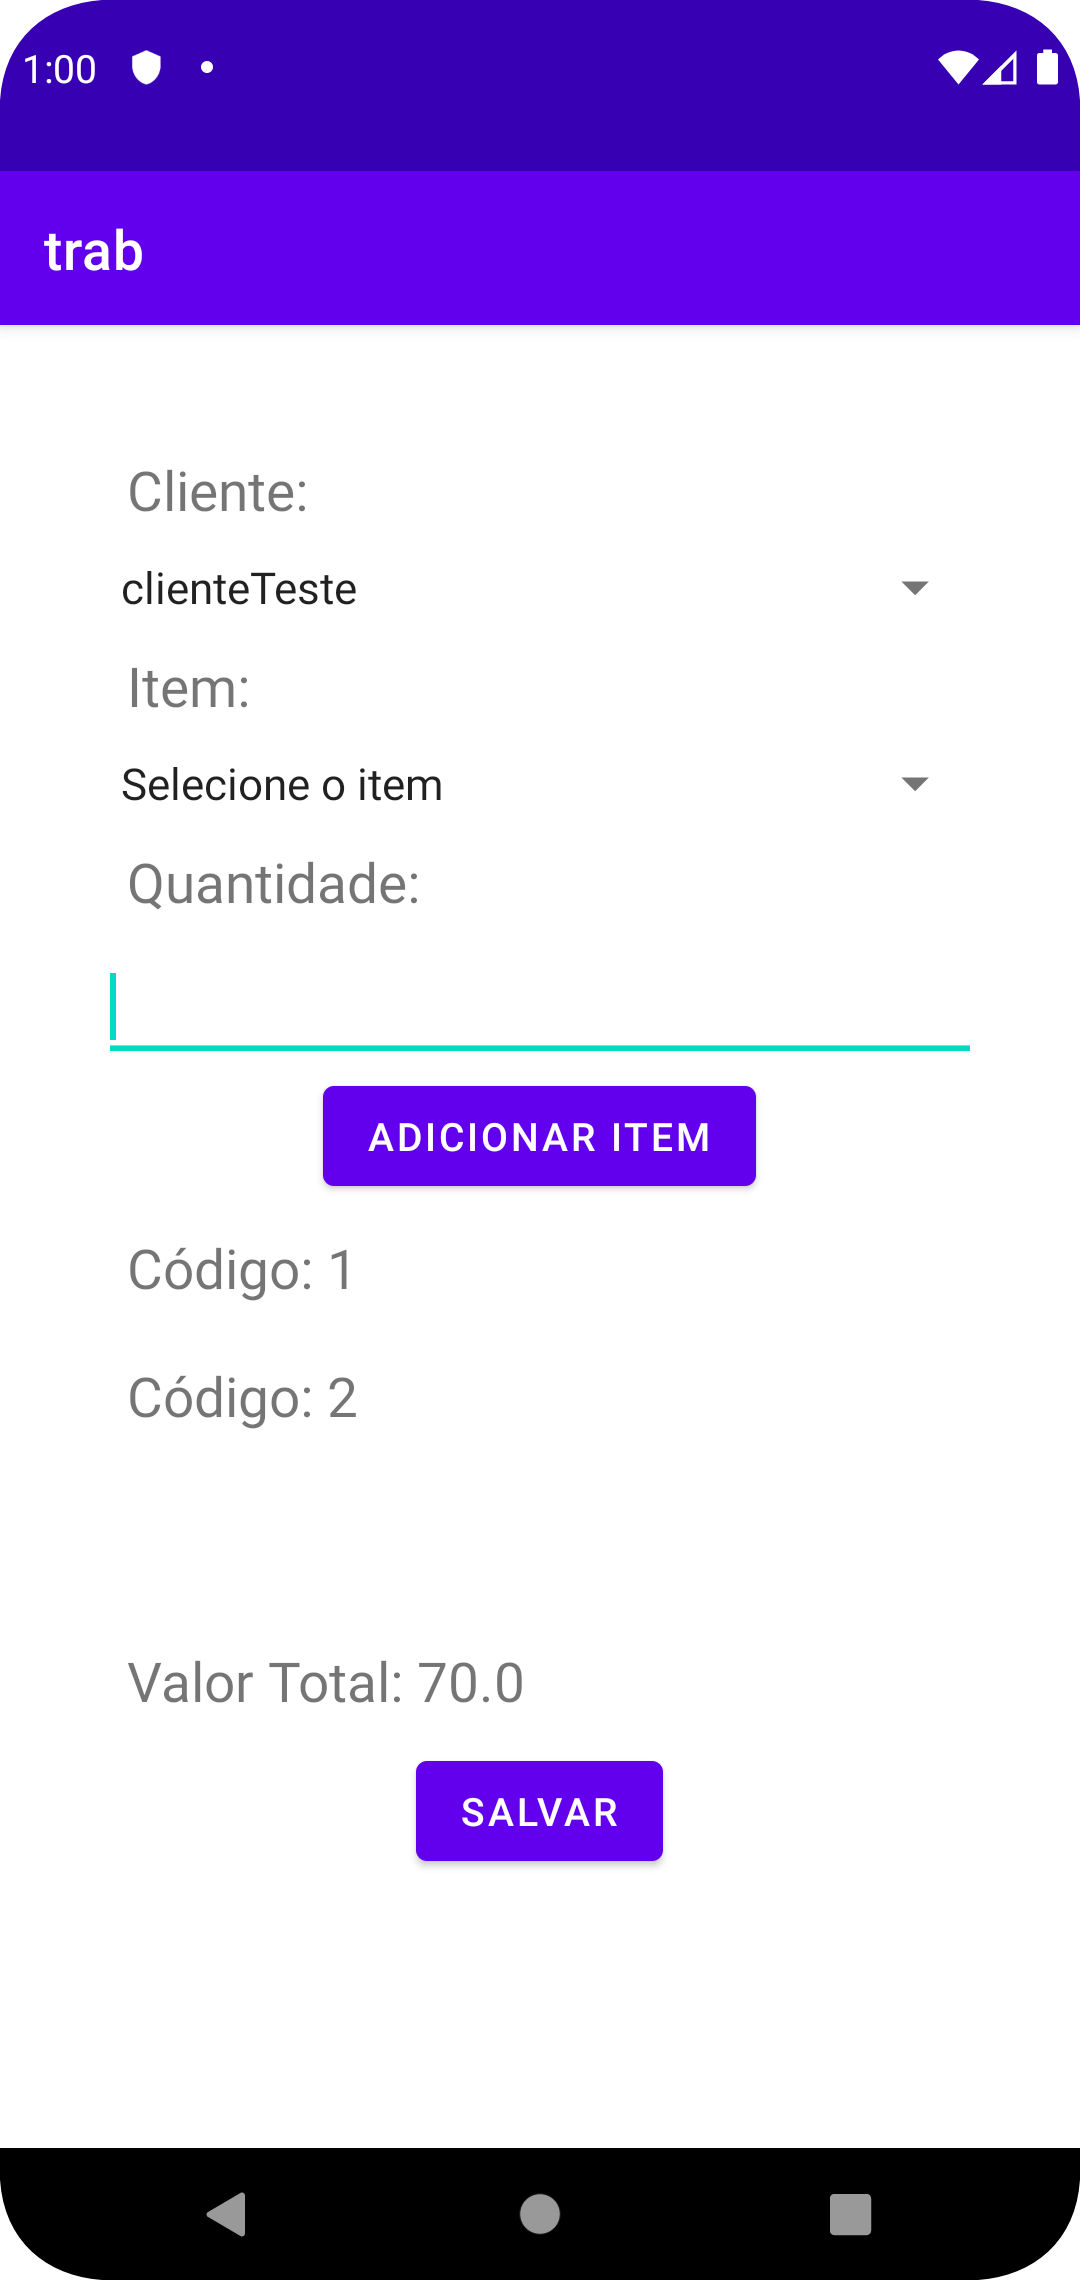 1:00
trab
Cliente:
clienteTeste
Item:
Selecione o item
Quantidade:
ADICIONAR ITEM
Código: 1
Código: 2
Valor Total: 70.0
SALVAR